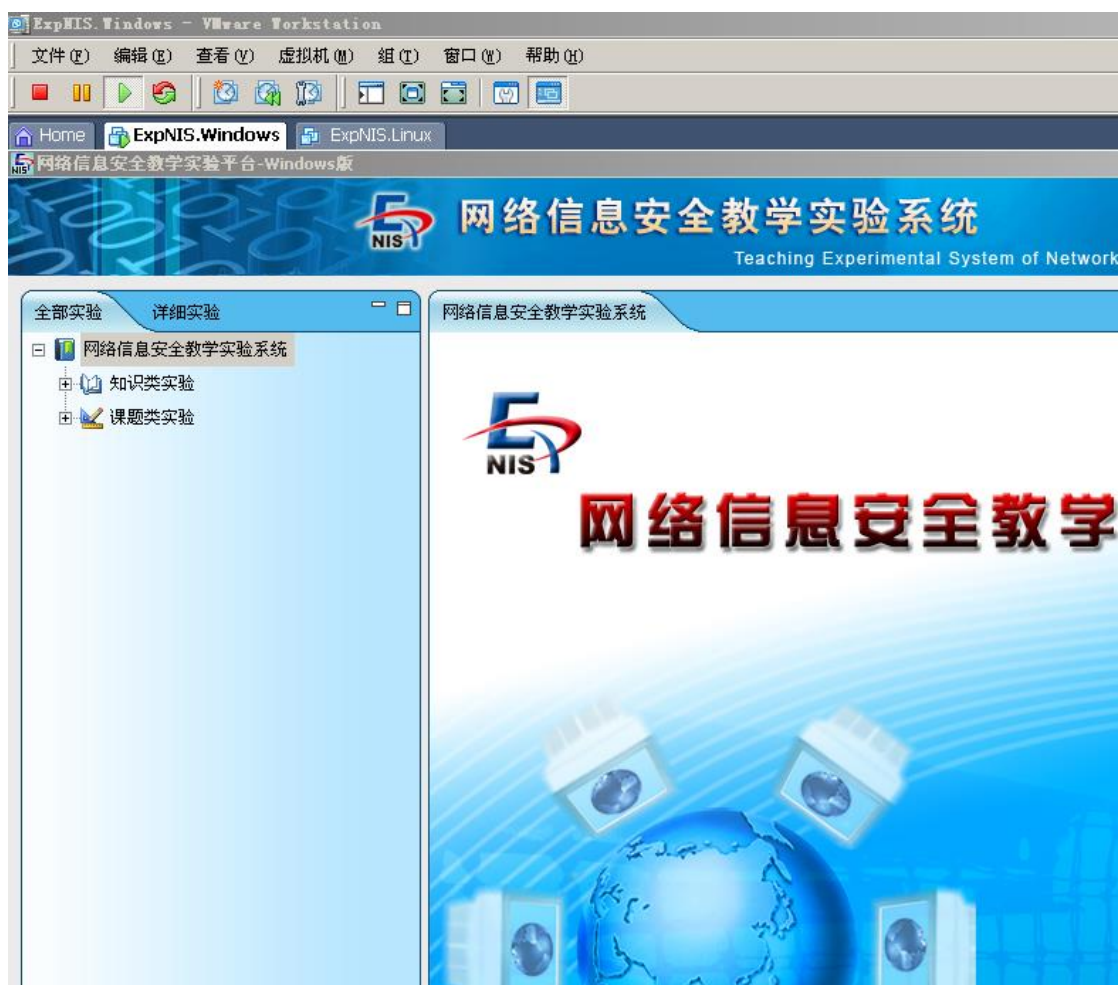 ExpNIS.Windows - VMware Workstation
文件(F) 编辑(E) 查看(V) 虚拟机(M) 组(T) 窗口(W) 帮助(H)
Home ExpNIS.Windows ExpNIS.Linux
NIS 网络信息安全教学实验平台-Windows版
NIS 网络信息安全教学实验系统
Teaching Experimental System of Network
全部实验 详细实验 网络信息安全教学实验系统
网络信息安全教学实验系统
知识类实验
课题类实验
NIS
网络信息安全教学